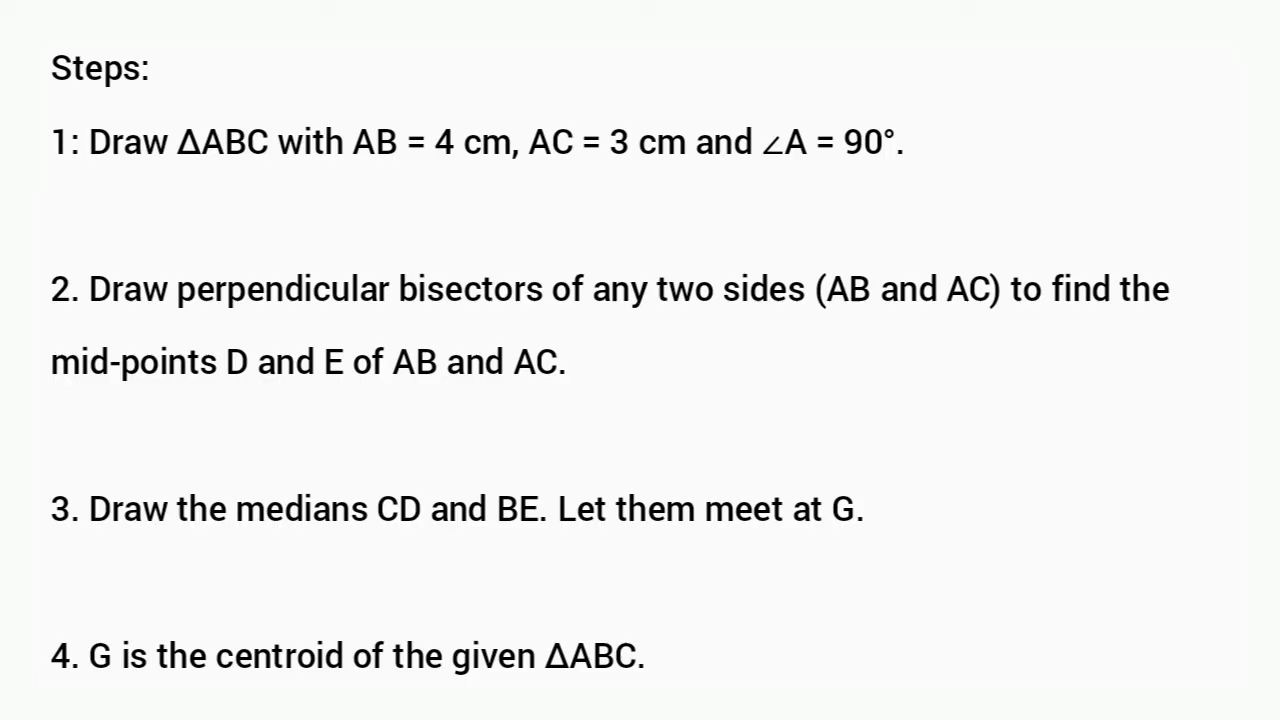 Steps:
1: Draw ΔABC with AB = 4 cm, AC = 3 cm and ∠A = 90°.
2. Draw perpendicular bisectors of any two sides (AB and AC) to find the
mid-points D and E of AB and AC.
3. Draw the medians CD and BE. Let them meet at G.
4. G is the centroid of the given ΔABC.